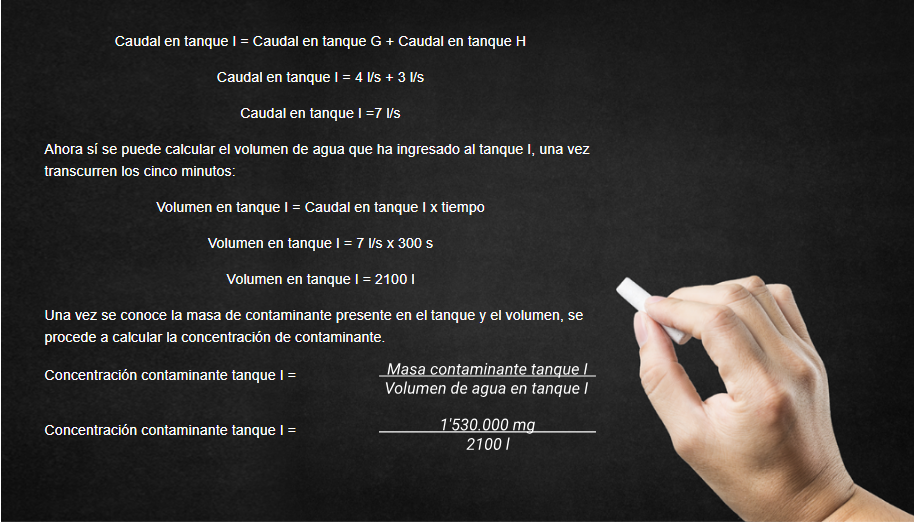 Caudal en tanque I = Caudal en tanque G + Caudal en tanque H
Caudal en tanque I = 4 l/s + 3 l/s
Caudal en tanque I =7 l/s
Ahora sí se puede calcular el volumen de agua que ha ingresado al tanque I, una vez
transcurren los cinco minutos:
Volumen en tanque I = Caudal en tanque I x tiempo
Volumen en tanque I = 7 l/s x 300 s
Volumen en tanque I = 2100 l
Una vez se conoce la masa de contaminante presente en el tanque y el volumen, se
procede a calcular la concentración de contaminante.
Concentración contaminante tanque I =
Masa contaminante tanque I
Volumen de agua en tanque I
Concentración contaminante tanque I =
1'530.000 mg
2100 l